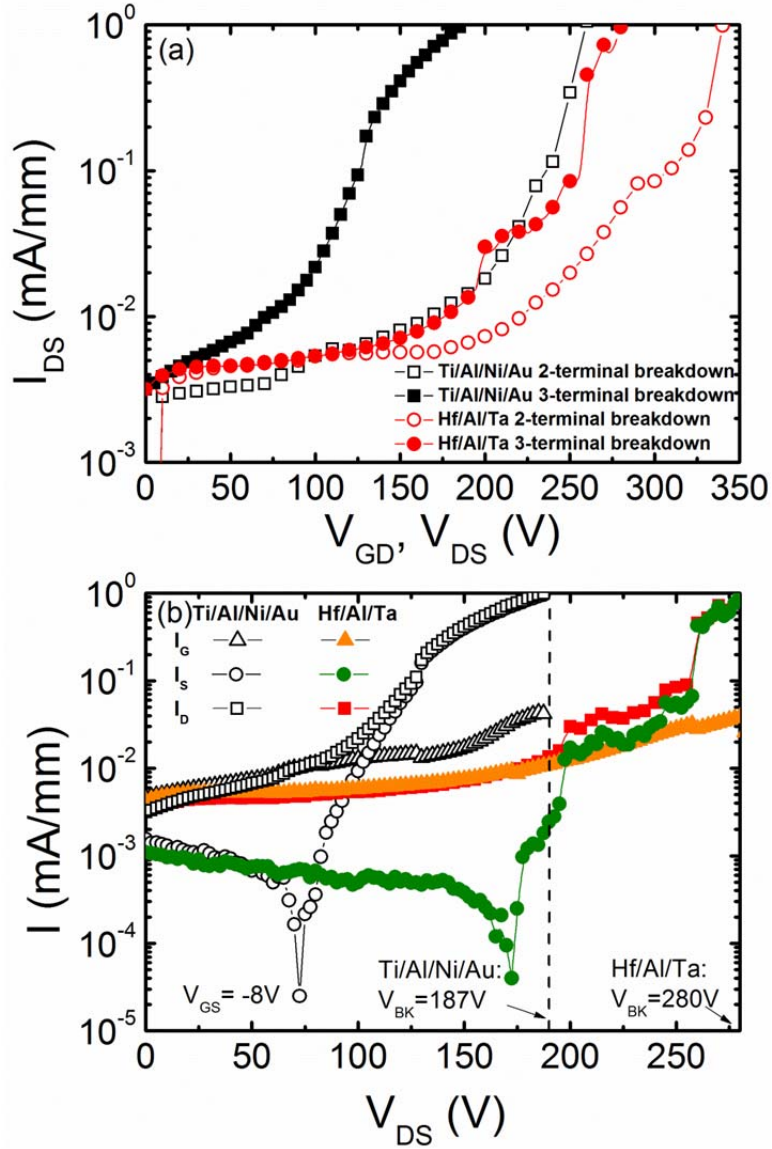 (a)
10⁰
10⁻¹
10⁻²
10⁻³
I_DS (mA/mm)
Ti/Al/Ni/Au 2-terminal breakdown
Ti/Al/Ni/Au 3-terminal breakdown
Hf/Al/Ta 2-terminal breakdown
Hf/Al/Ta 3-terminal breakdown
0 50 100 150 200 250 300 350
V_GD, V_DS (V)
(b) Ti/Al/Ni/Au Hf/Al/Ta
I_G
I_S
I_D
10⁰
10⁻¹
10⁻²
10⁻³
10⁻⁴
10⁻⁵
I (mA/mm)
V_GS= -8V
Ti/Al/Ni/Au:
V_BK=187V
Hf/Al/Ta:
V_BK=280V
0 50 100 150 200 250
V_DS (V)